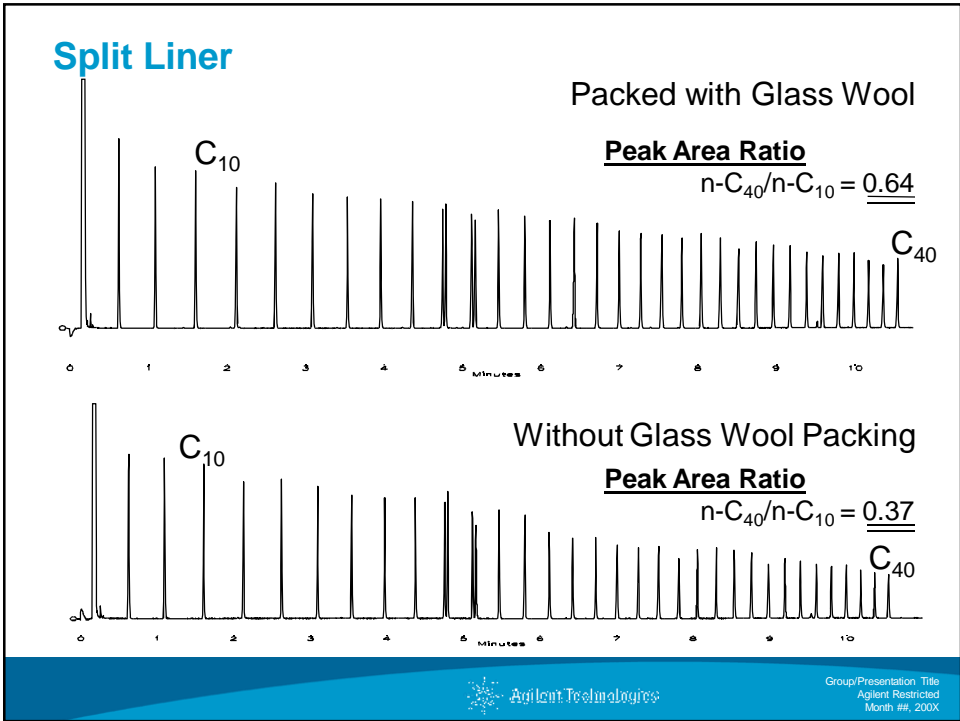 Split Liner
Packed with Glass Wool
Peak Area Ratio
n-C₄₀/n-C₁₀ = 0.64
C₁₀
C₄₀
0 1 2 3 4 5 6 7 8 9 10
Minutes
Without Glass Wool Packing
Peak Area Ratio
n-C₄₀/n-C₁₀ = 0.37
C₁₀
C₄₀
0 1 2 3 4 5 6 7 8 9 10
Minutes
Agilent Technologies
Group/Presentation Title
Agilent Restricted
Month ##, 200X